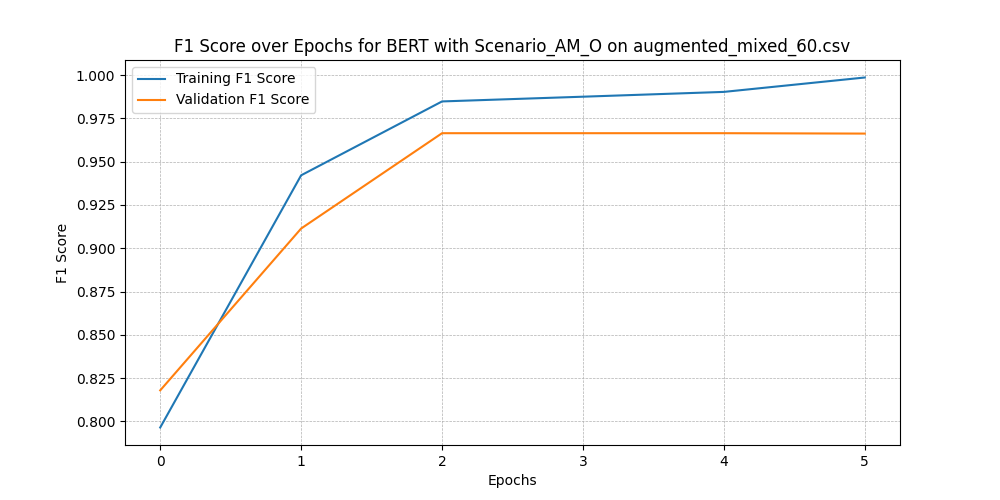 F1 Score over Epochs for BERT with Scenario_AM_O on augmented_mixed_60.csv
Training F1 Score
Validation F1 Score
1.000
0.975
0.950
0.925
0.900
0.875
0.850
0.825
0.800
F1 Score
0 1 2 3 4 5
Epochs